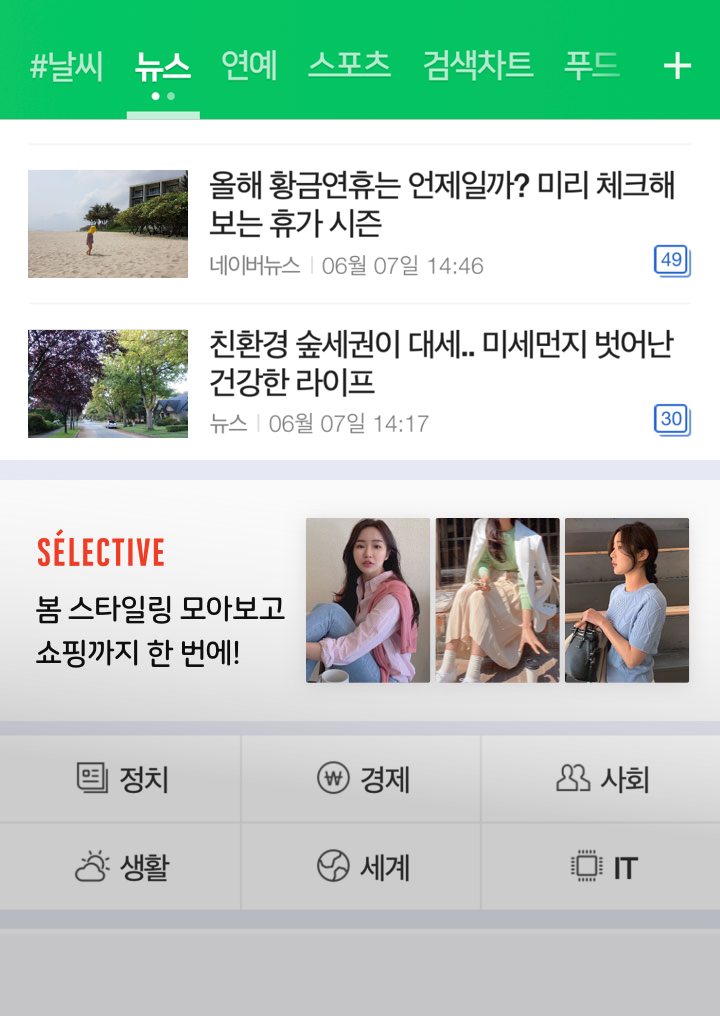 #날씨 뉴스 연예 스포츠 검색차트 푸드 +
올해 황금연휴는 언제일까? 미리 체크해
보는 휴가 시즌
네이버뉴스 | 06월 07일 14:46
49
친환경 숲세권이 대세.. 미세먼지 벗어난
건강한 라이프
뉴스 | 06월 07일 14:17
30
SÉLECTIVE
봄 스타일링 모아보고
쇼핑까지 한 번에!
정치 경제 사회
생활 세계 IT